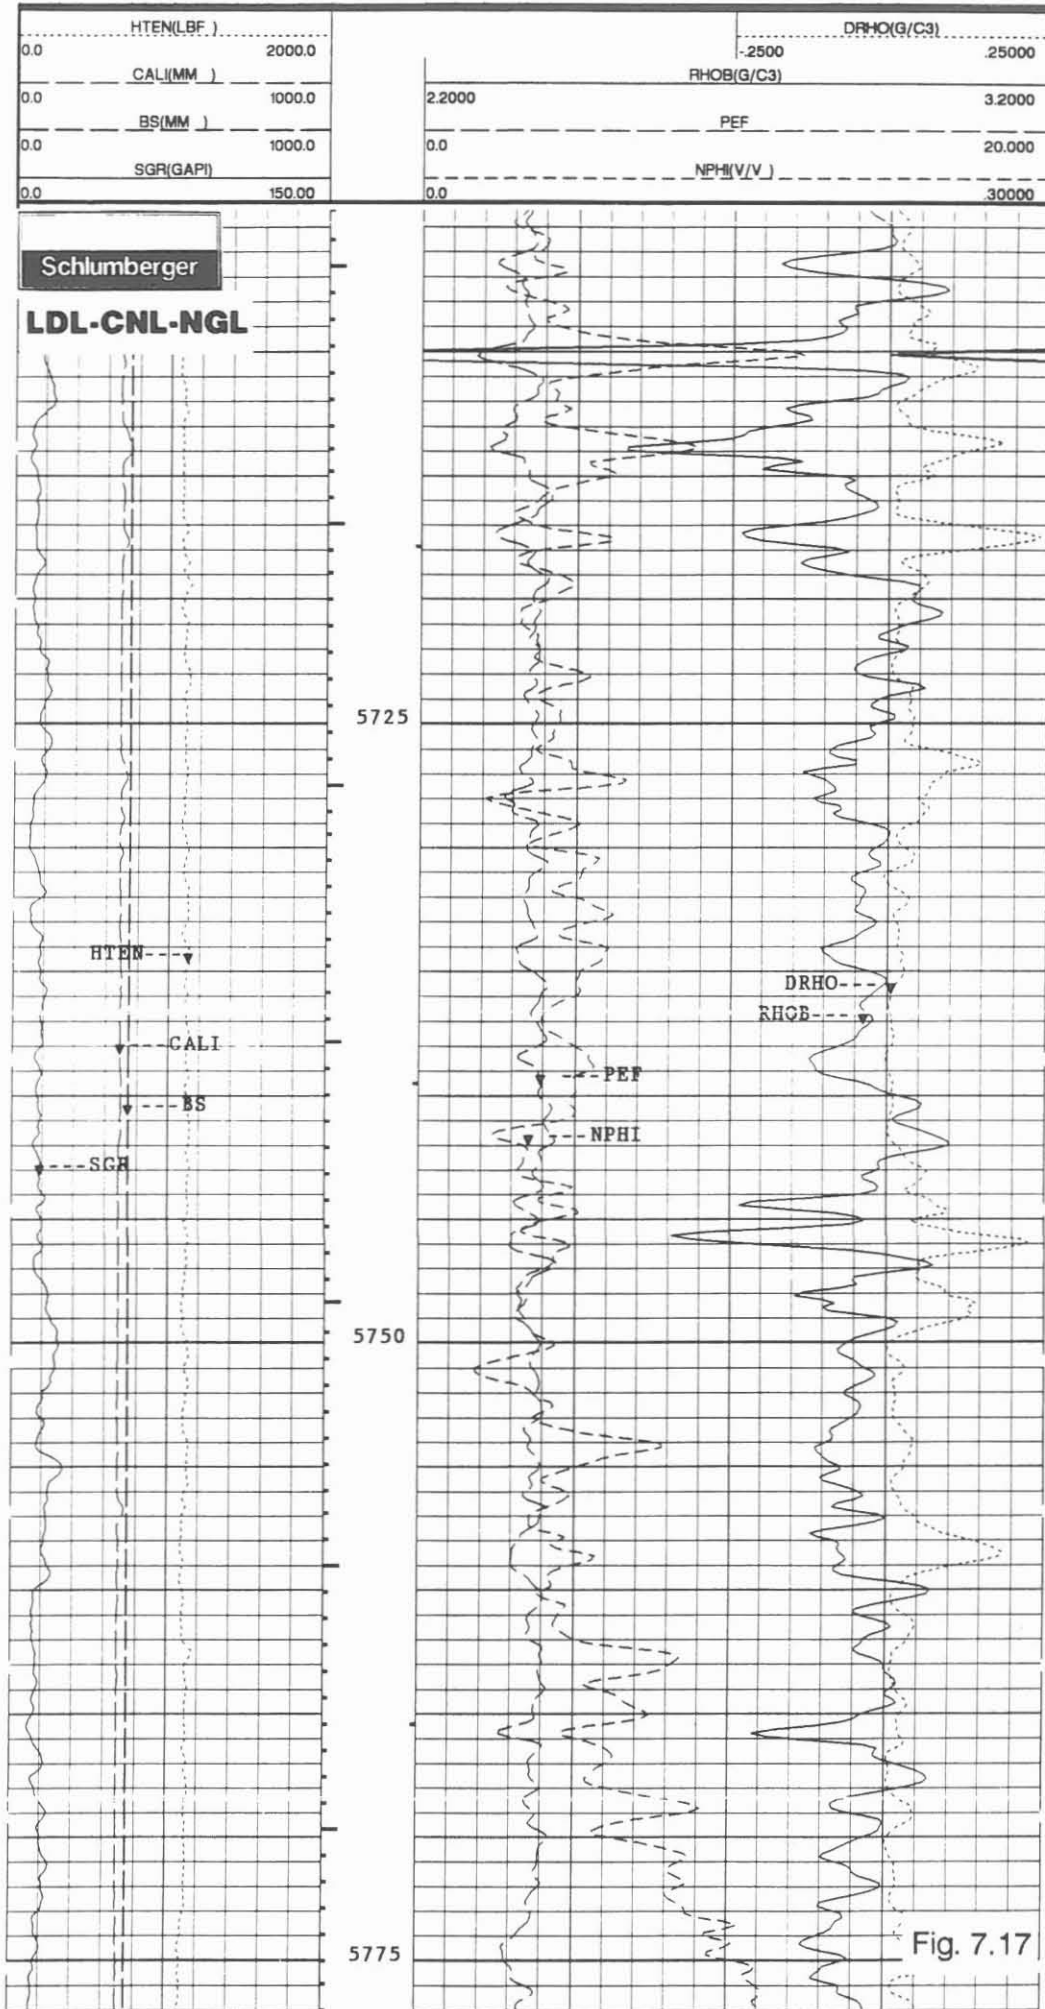 HTEN(LBF )
0.0 2000.0
CALI(MM )
0.0 1000.0
BS(MM )
0.0 1000.0
SGR(GAPI)
0.0 150.00
DRHO(G/C3)
-.2500 .25000
RHOB(G/C3)
2.2000 3.2000
PEF
0.0 20.000
NPHI(V/V )
0.0 .30000
Schlumberger
LDL-CNL-NGL
5725
HTEN
DRHO
RHOB
CALI
PEF
BS
NPHI
SGR
5750
5775
Fig. 7.17